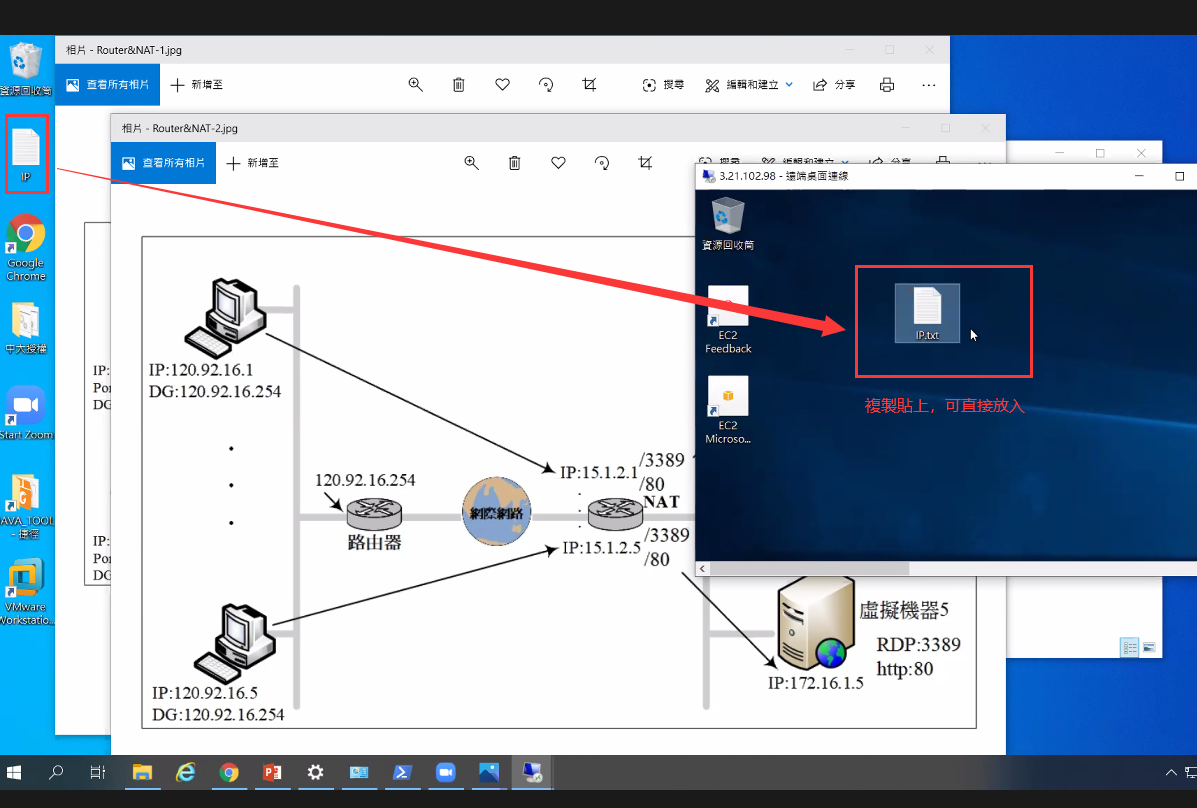 資源回收筒
IP
Google
Chrome
中大授權
Start Zoom
AVA_TOOL
- 捷徑
VMware
Workstatio...
相片 - Router&NAT-1.jpg
查看所有相片
新增至
搜尋
編輯和建立
分享
IP:
Por
DG
IP:
Por
DG
相片 - Router&NAT-2.jpg
查看所有相片
新增至
搜尋
編輯和建立
分享
IP:120.92.16.1
DG:120.92.16.254
120.92.16.254
路由器
網際網路
IP:15.1.2.1
/3389
/80
NAT
IP:15.1.2.5
/3389
/80
IP:120.92.16.5
DG:120.92.16.254
虛擬機器5
RDP:3389
http:80
IP:172.16.1.5
3.21.102.98 - 遠端桌面連線
資源回收筒
EC2
Feedback
EC2
Microso...
IP.txt
複製貼上，可直接放入